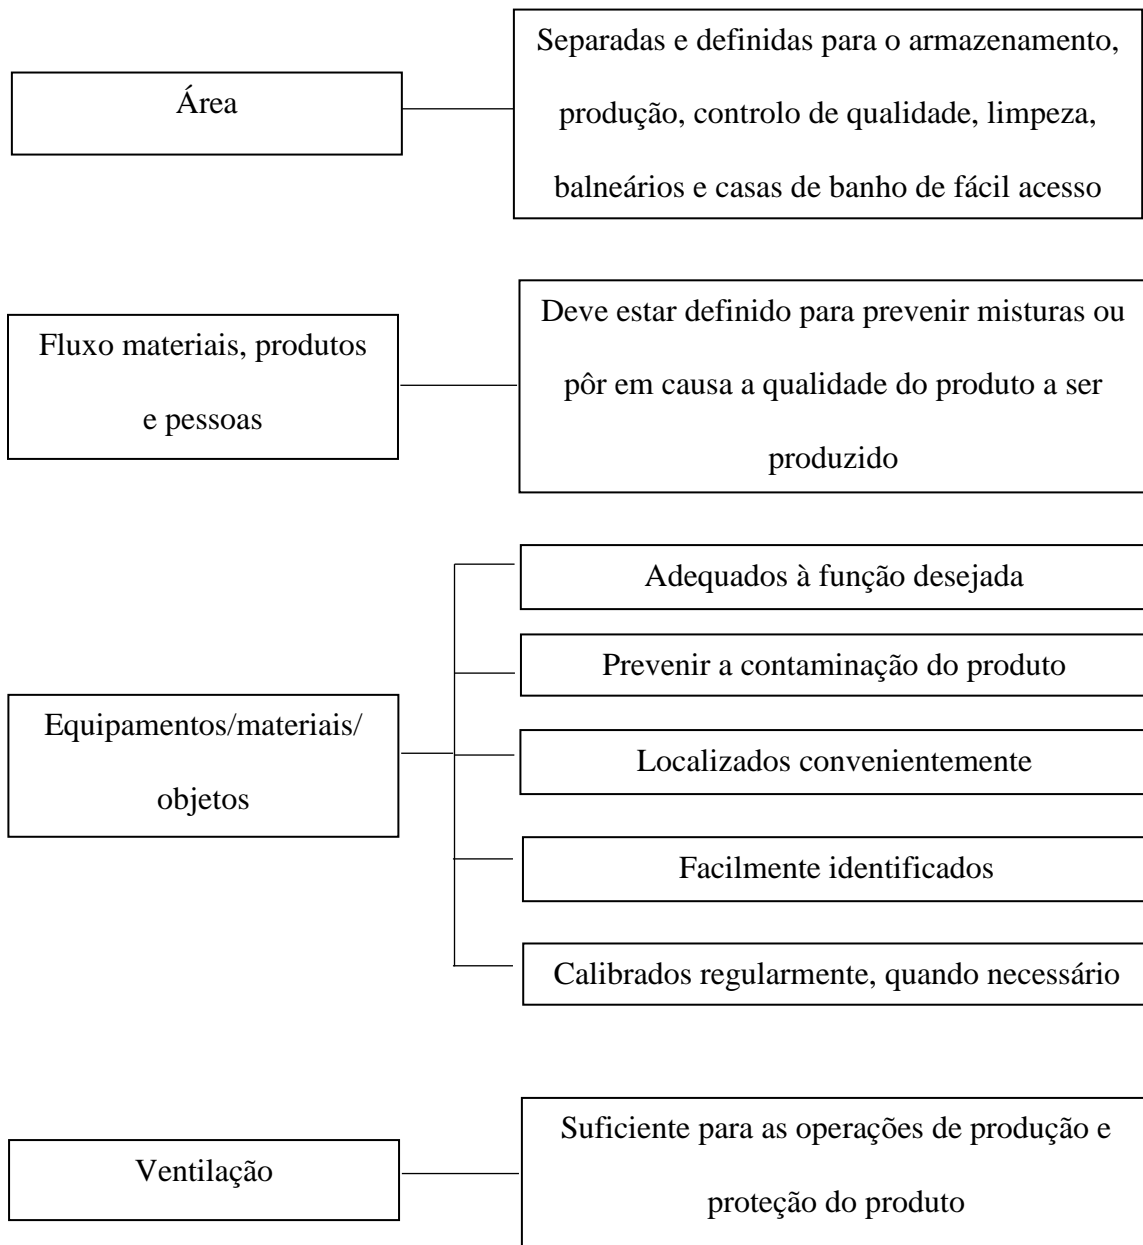 Área
Separadas e definidas para o armazenamento,
produção, controlo de qualidade, limpeza,
balneários e casas de banho de fácil acesso
Fluxo materiais, produtos
e pessoas
Deve estar definido para prevenir misturas ou
pôr em causa a qualidade do produto a ser
produzido
Equipamentos/materiais/
objetos
Adequados à função desejada
Prevenir a contaminação do produto
Localizados convenientemente
Facilmente identificados
Calibrados regularmente, quando necessário
Ventilação
Suficiente para as operações de produção e
proteção do produto